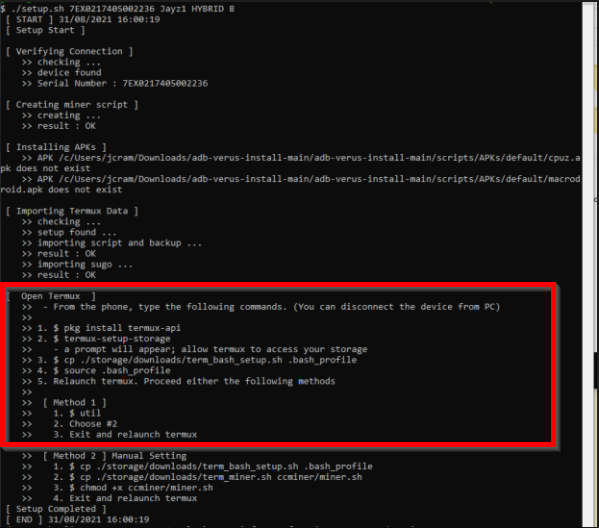 $ ./setup.sh 7EX0217405002236 Jayz1 HYBRID 8
[ START ] 31/08/2021 16:00:19
[ Setup Start ]
[ Verifying Connection ]
>> checking ...
>> device found
>> Serial Number : 7EX0217405002236
[ Creating miner script ]
>> creating ...
>> result : OK
[ Installing APKs ]
>> APK /c/Users/jcram/Downloads/adb-verus-install-main/adb-verus-install-main/scripts/APKs/default/cpuz.a
pk does not exist
>> APK /c/Users/jcram/Downloads/adb-verus-install-main/adb-verus-install-main/scripts/APKs/default/macrod
roid.apk does not exist
[ Importing Termux Data ]
>> checking ...
>> setup found ...
>> importing script and backup ...
>> result : OK
>> importing sugo ...
>> result : OK
[ Open Termux ]
>> - From the phone, type the following commands. (You can disconnect the device from PC)
>>
>> 1. $ pkg install termux-api
>> 2. $ termux-setup-storage
>> - a prompt will appear; allow termux to access your storage
>> 3. $ cp ./storage/downloads/term_bash_setup.sh .bash_profile
>> 4. $ source .bash_profile
>> 5. Relaunch termux. Proceed either the following methods
>>
>> [ Method 1 ]
>> 1. $ util
>> 2. Choose #2
>> 3. Exit and relaunch termux
>> [ Method 2 ] Manual Setting
>> 1. $ cp ./storage/downloads/term_bash_setup.sh .bash_profile
>> 2. $ cp ./storage/downloads/term_miner.sh ccminer/miner.sh
>> 3. $ chmod +x ccminer/miner.sh
>> 4. Exit and relaunch termux
[ Setup Completed ]
[ END ] 31/08/2021 16:00:19